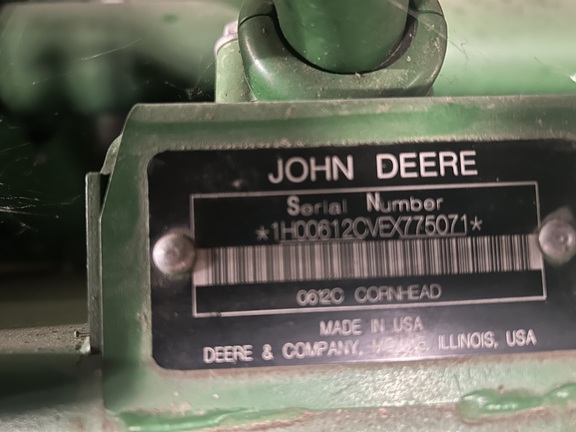 JOHN DEERE
Serial Number
*1H00612CVEX775071*
0612C CORNHEAD
MADE IN USA
DEERE & COMPANY, ILLINOIS, USA